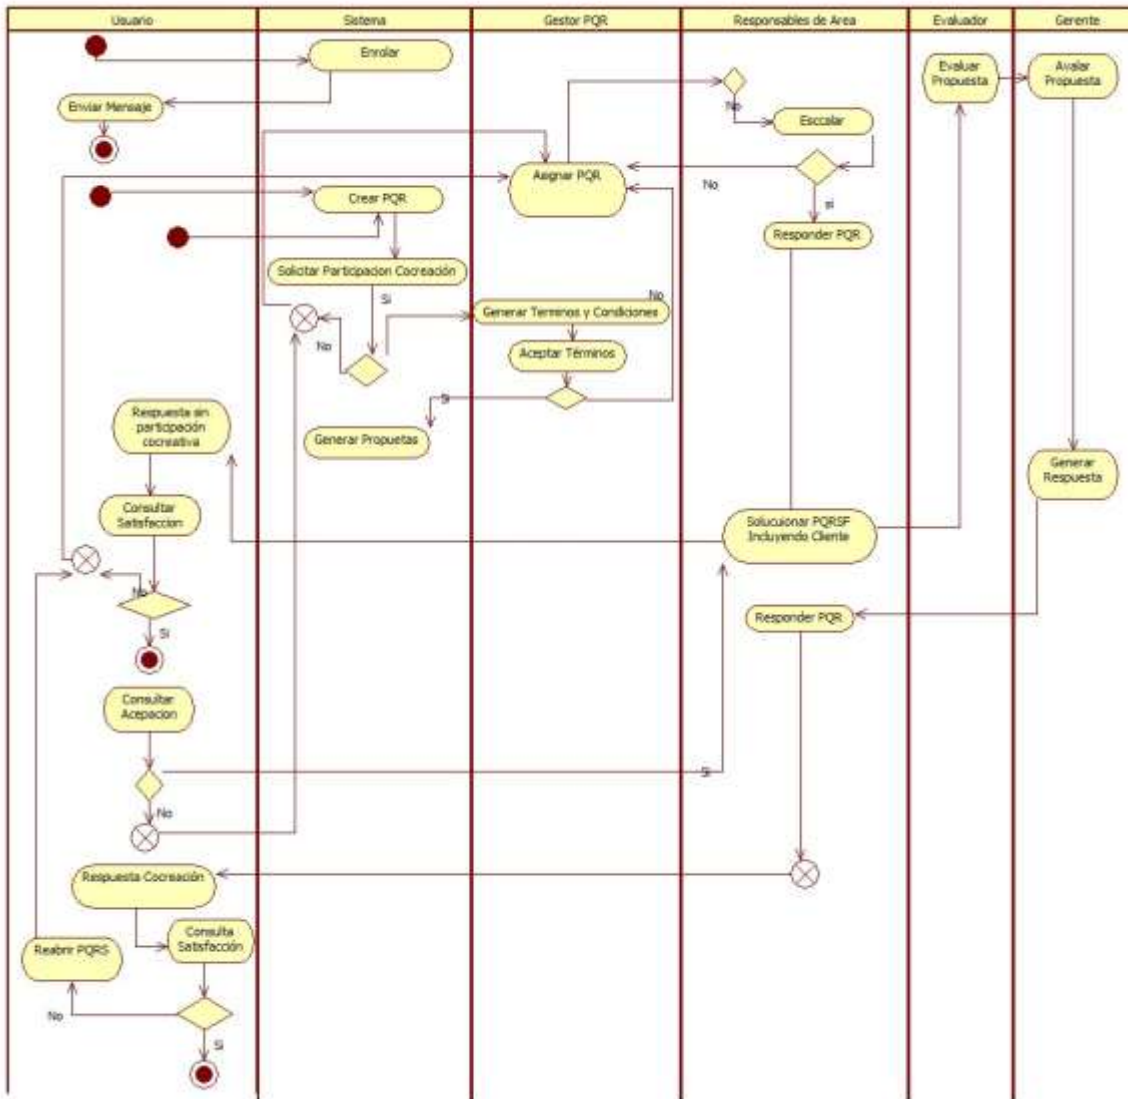 Usuario
Sistema
Gestor PQR
Responsables de Area
Evaluador
Gerente
Enrolar
Evaluar
Propuesta
Avalar
Propuesta
Enviar Mensaje
No
Esccalar
Asignar PQR
No
Crear PQR
si
Responder PQR
Solicitar Participacion Cocreación
Si
No
Generar Terminos y Condiciones
No
Aceptar Términos
Si
Respuesta sin
participación
cocreativa
Generar Propuetas
Generar
Respuesta
Consultar
Satisfaccion
Solucuionar PQRSF
Incluyendo Cliente
No
Si
Responder PQR
Consultar
Acepacion
Si
No
Respuesta Cocreación
Consulta
Satisfacción
Reabrir PQRS
No
Si